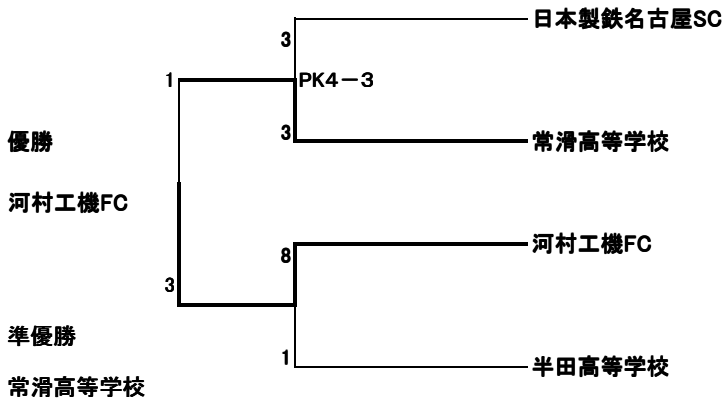 日本製鉄名古屋SC
3
1
PK4－3
3
優勝
常滑高等学校
河村工機FC
8
河村工機FC
3
準優勝
1
半田高等学校
常滑高等学校